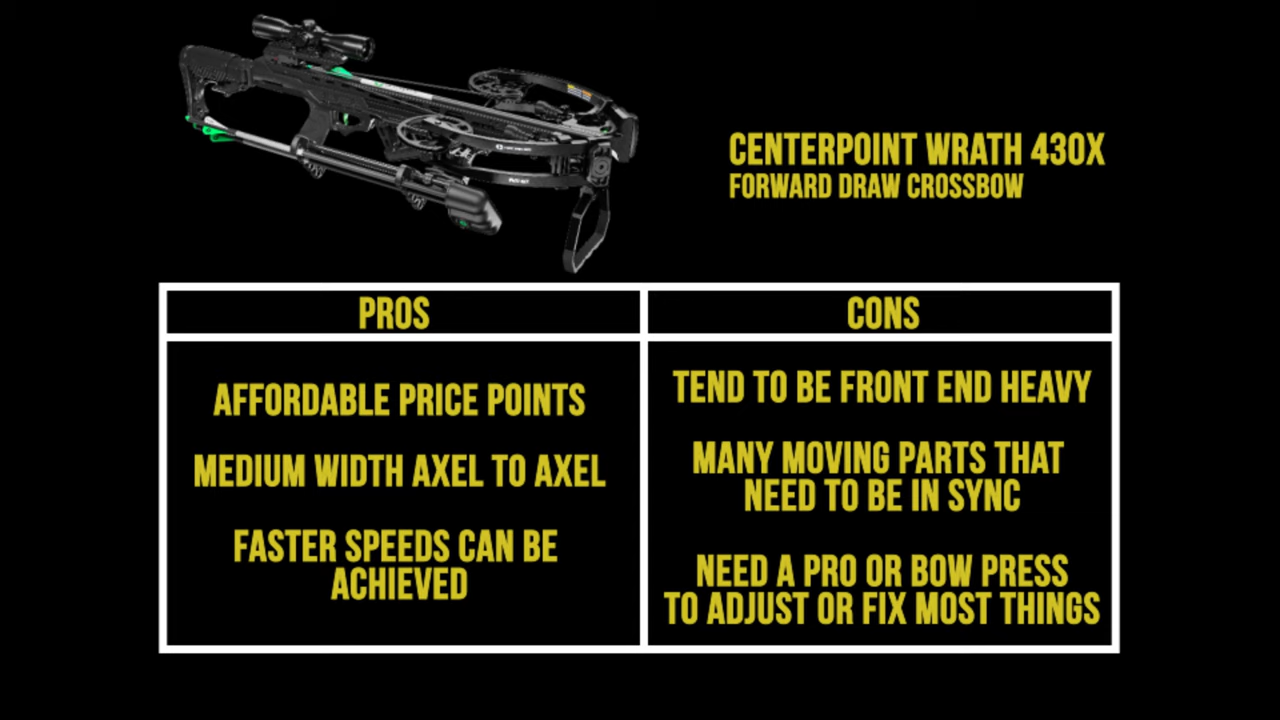 CENTERPOINT WRATH 430X
FORWARD DRAW CROSSBOW
PROS
CONS
AFFORDABLE PRICE POINTS
MEDIUM WIDTH AXEL TO AXEL
FASTER SPEEDS CAN BE
ACHIEVED
TEND TO BE FRONT END HEAVY
MANY MOVING PARTS THAT
NEED TO BE IN SYNC
NEED A PRO OR BOW PRESS
TO ADJUST OR FIX MOST THINGS